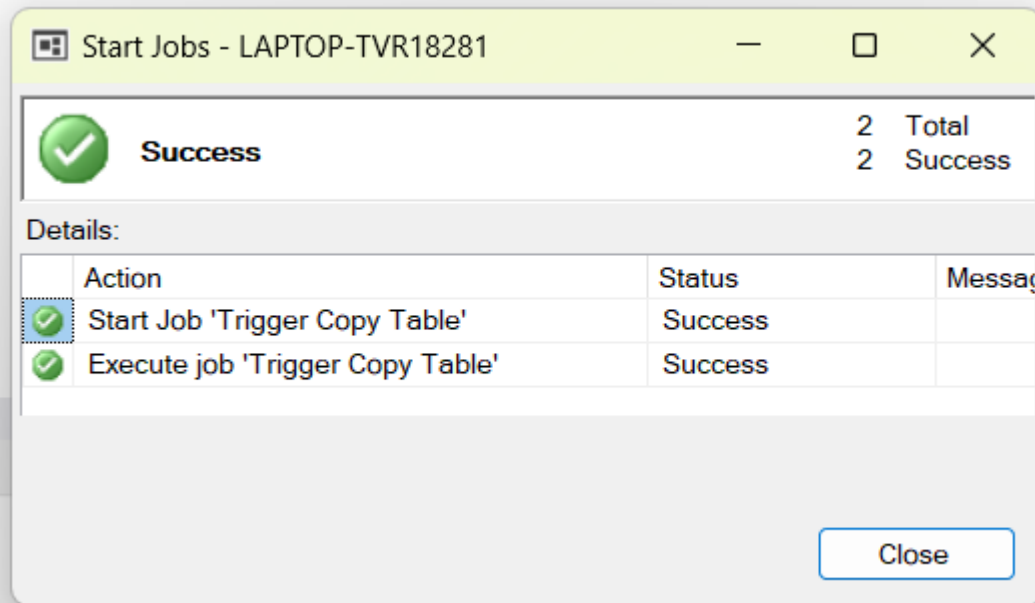 Start Jobs - LAPTOP-TVR18281
Success
2 Total
2 Success
Details:
Action Status Messag
Start Job 'Trigger Copy Table' Success
Execute job 'Trigger Copy Table' Success
Close